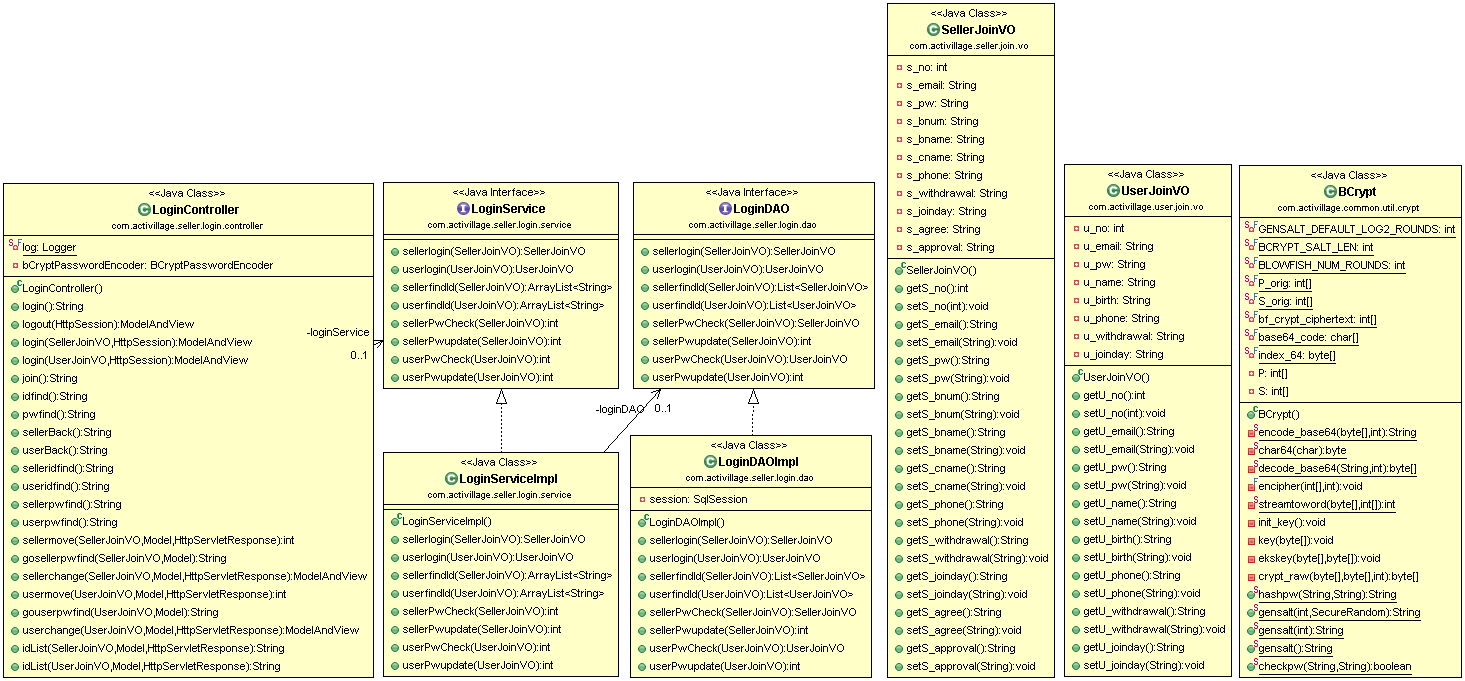 <<Java Class>>
LoginController
com.activillage.seller.login.controller
log: Logger
bCryptPasswordEncoder: BCryptPasswordEncoder
LoginController()
login():String
logout(HttpSession):ModelAndView
login(SellerJoinVO,HttpSession):ModelAndView
login(UserJoinVO,HttpSession):ModelAndView
join():String
idfind():String
pwfind():String
sellerBack():String
userBack():String
selleridfind():String
useridfind():String
sellerpwfind():String
userpwfind():String
sellermove(SellerJoinVO,Model,HttpServletResponse):int
gosellerpwfind(SellerJoinVO,Model):String
sellerchange(SellerJoinVO,Model,HttpServletResponse):ModelAndView
usermove(UserJoinVO,Model,HttpServletResponse):int
gouserpwfind(UserJoinVO,Model):String
userchange(UserJoinVO,Model,HttpServletResponse):ModelAndView
idList(SellerJoinVO,Model,HttpServletResponse):String
idList(UserJoinVO,Model,HttpServletResponse):String
-loginService
0..1
<<Java Interface>>
LoginService
com.activillage.seller.login.service
sellerlogin(SellerJoinVO):SellerJoinVO
userlogin(UserJoinVO):UserJoinVO
sellerfindId(SellerJoinVO):ArrayList<String>
userfindId(UserJoinVO):ArrayList<String>
sellerPwCheck(SellerJoinVO):int
sellerPwupdate(SellerJoinVO):int
userPwCheck(UserJoinVO):int
userPwupdate(UserJoinVO):int
<<Java Interface>>
LoginDAO
com.activillage.seller.login.dao
sellerlogin(SellerJoinVO):SellerJoinVO
userlogin(UserJoinVO):UserJoinVO
sellerfindId(SellerJoinVO):List<SellerJoinVO>
userfindId(UserJoinVO):List<UserJoinVO>
sellerPwCheck(SellerJoinVO):SellerJoinVO
sellerPwupdate(SellerJoinVO):int
userPwCheck(UserJoinVO):UserJoinVO
userPwupdate(UserJoinVO):int
-loginDAO 0..1
<<Java Class>>
LoginServiceImpl
com.activillage.seller.login.service
LoginServiceImpl()
sellerlogin(SellerJoinVO):SellerJoinVO
userlogin(UserJoinVO):UserJoinVO
sellerfindId(SellerJoinVO):ArrayList<String>
userfindId(UserJoinVO):ArrayList<String>
sellerPwCheck(SellerJoinVO):int
sellerPwupdate(SellerJoinVO):int
userPwCheck(UserJoinVO):int
userPwupdate(UserJoinVO):int
<<Java Class>>
LoginDAOImpl
com.activillage.seller.login.dao
session: SqlSession
LoginDAOImpl()
sellerlogin(SellerJoinVO):SellerJoinVO
userlogin(UserJoinVO):UserJoinVO
sellerfindId(SellerJoinVO):List<SellerJoinVO>
userfindId(UserJoinVO):List<UserJoinVO>
sellerPwCheck(SellerJoinVO):SellerJoinVO
sellerPwupdate(SellerJoinVO):int
userPwCheck(UserJoinVO):UserJoinVO
userPwupdate(UserJoinVO):int
<<Java Class>>
SellerJoinVO
com.activillage.seller.join.vo
s_no: int
s_email: String
s_pw: String
s_bnum: String
s_bname: String
s_cname: String
s_phone: String
s_withdrawal: String
s_joinday: String
s_agree: String
s_approval: String
SellerJoinVO()
getS_no():int
setS_no(int):void
getS_email():String
setS_email(String):void
getS_pw():String
setS_pw(String):void
getS_bnum():String
setS_bnum(String):void
getS_bname():String
setS_bname(String):void
getS_cname():String
setS_cname(String):void
getS_phone():String
setS_phone(String):void
getS_withdrawal():String
setS_withdrawal(String):void
getS_joinday():String
setS_joinday(String):void
getS_agree():String
setS_agree(String):void
getS_approval():String
setS_approval(String):void
<<Java Class>>
UserJoinVO
com.activillage.user.join.vo
u_no: int
u_email: String
u_pw: String
u_name: String
u_birth: String
u_phone: String
u_withdrawal: String
u_joinday: String
UserJoinVO()
getU_no():int
setU_no(int):void
getU_email():String
setU_email(String):void
getU_pw():String
setU_pw(String):void
getU_name():String
setU_name(String):void
getU_birth():String
setU_birth(String):void
getU_phone():String
setU_phone(String):void
getU_withdrawal():String
setU_withdrawal(String):void
getU_joinday():String
setU_joinday(String):void
<<Java Class>>
BCrypt
com.activillage.common.util.crypt
GENSALT_DEFAULT_LOG2_ROUNDS: int
BCRYPT_SALT_LEN: int
BLOWFISH_NUM_ROUNDS: int
P_orig: int[]
S_orig: int[]
bf_crypt_ciphertext: int[]
base64_code: char[]
index_64: byte[]
P: int[]
S: int[]
BCrypt()
encode_base64(byte[],int):String
char64(char):byte
decode_base64(String,int):byte[]
encipher(int[],int):void
streamtoword(byte[],int[]):int
init_key():void
key(byte[]):void
ekskey(byte[],byte[]):void
crypt_raw(byte[],byte[],int):byte[]
hashpw(String,String):String
gensalt(int,SecureRandom):String
gensalt(int):String
gensalt():String
checkpw(String,String):boolean